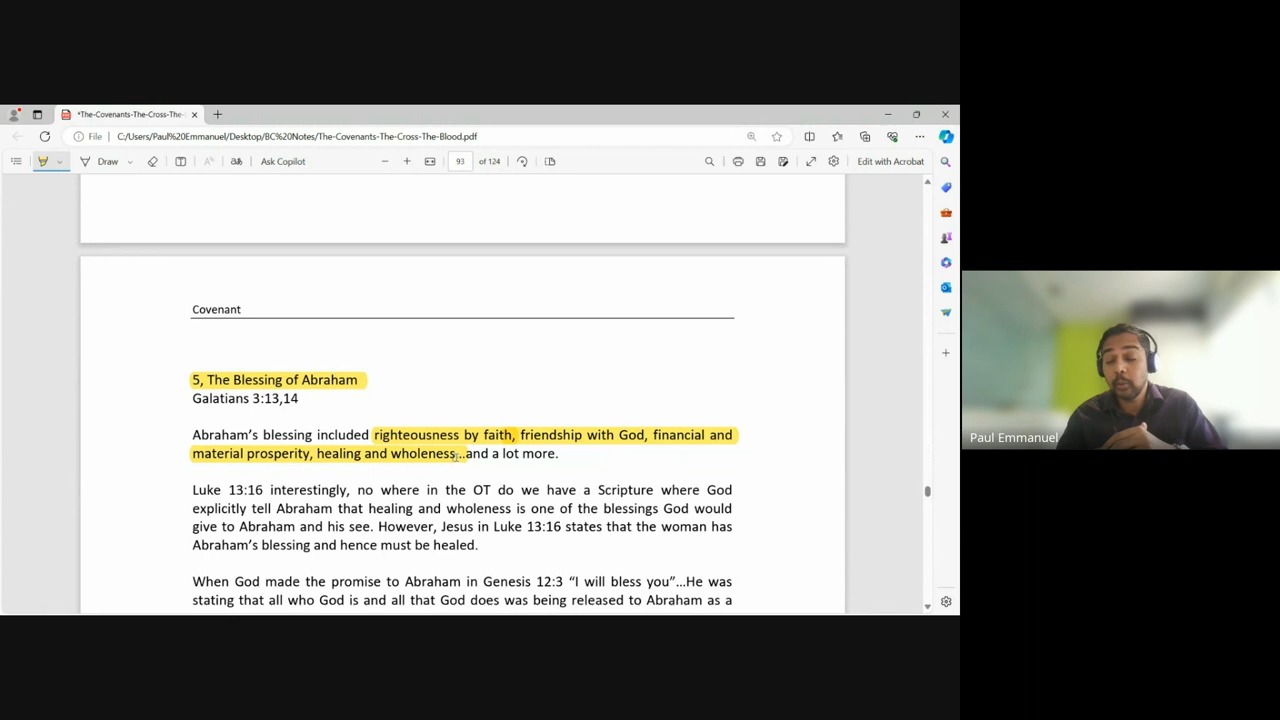 *The-Covenants-The-Cross-The-
File C:/Users/Paul%20Emmanuel/Desktop/BC%20Notes/The-Covenants-The-Cross-The-Blood.pdf
Draw Ask Copilot 93 of 124 Edit with Acrobat
Covenant
5, The Blessing of Abraham
Galatians 3:13,14
Abraham's blessing included righteousness by faith, friendship with God, financial and
material prosperity, healing and wholeness…and a lot more.
Luke 13:16 interestingly, no where in the OT do we have a Scripture where God
explicitly tell Abraham that healing and wholeness is one of the blessings God would
give to Abraham and his see. However, Jesus in Luke 13:16 states that the woman has
Abraham's blessing and hence must be healed.
When God made the promise to Abraham in Genesis 12:3 “I will bless you”…He was
stating that all who God is and all that God does was being released to Abraham as a
Paul Emmanuel